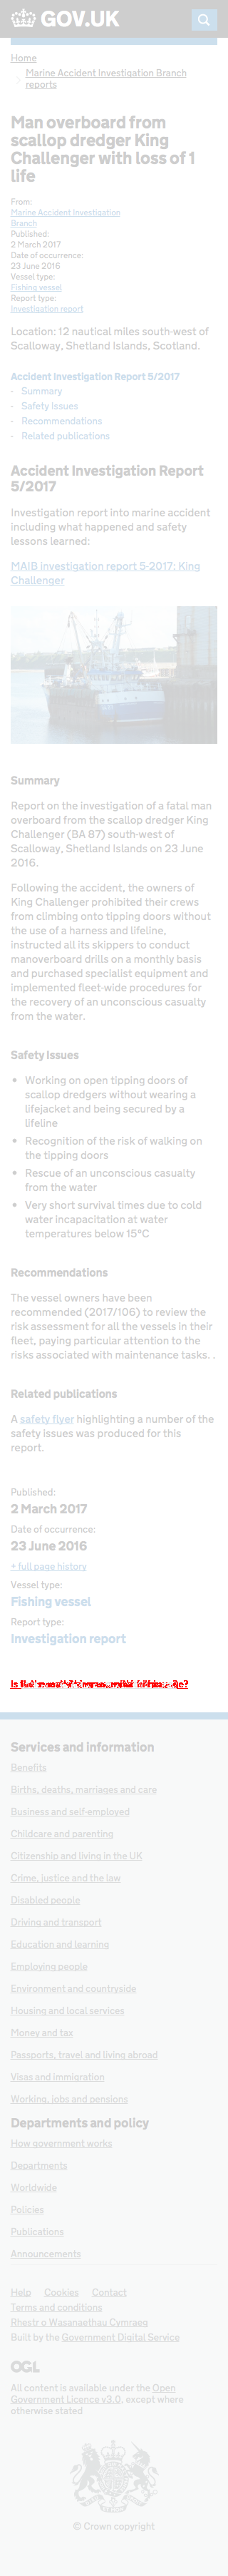 GOV.UK
Home
Marine Accident Investigation Branch
reports
Man overboard from
scallop dredger King
Challenger with loss of 1
life
From:
Marine Accident Investigation
Branch
Published:
2 March 2017
Date of occurrence:
23 June 2016
Vessel type:
Fishing vessel
Report type:
Investigation report
Location: 12 nautical miles south-west of
Scalloway, Shetland Islands, Scotland.
Accident Investigation Report 5/2017
- Summary
- Safety Issues
- Recommendations
- Related publications
Accident Investigation Report
5/2017
Investigation report into marine accident
including what happened and safety
lessons learned:
MAIB investigation report 5-2017: King
Challenger
Summary
Report on the investigation of a fatal man
overboard from the scallop dredger King
Challenger (BA 87) south-west of
Scalloway, Shetland Islands on 23 June
2016.
Following the accident, the owners of
King Challenger prohibited their crews
from climbing onto tipping doors without
the use of a harness and lifeline,
instructed all its skippers to conduct
manoverboard drills on a monthly basis
and purchased specialist equipment and
implemented fleet-wide procedures for
the recovery of an unconscious casualty
from the water.
Safety Issues
• Working on open tipping doors of
scallop dredgers without wearing a
lifejacket and being secured by a
lifeline
• Recognition of the risk of walking on
the tipping doors
• Rescue of an unconscious casualty
from the water
• Very short survival times due to cold
water incapacitation at water
temperatures below 15°C
Recommendations
The vessel owners have been
recommended (2017/106) to review the
risk assessment for all the vessels in their
fleet, paying particular attention to the
risks associated with maintenance tasks. .
Related publications
A safety flyer highlighting a number of the
safety issues was produced for this
report.
Published:
2 March 2017
Date of occurrence:
23 June 2016
+ full page history
Vessel type:
Fishing vessel
Report type:
Investigation report
Services and information
Benefits
Births, deaths, marriages and care
Business and self-employed
Childcare and parenting
Citizenship and living in the UK
Crime, justice and the law
Disabled people
Driving and transport
Education and learning
Employing people
Environment and countryside
Housing and local services
Money and tax
Passports, travel and living abroad
Visas and immigration
Working, jobs and pensions
Departments and policy
How government works
Departments
Worldwide
Policies
Publications
Announcements
Help Cookies Contact
Terms and conditions
Rhestr o Wasanaethau Cymraeg
Built by the Government Digital Service
OGL
All content is available under the Open
Government Licence v3.0, except where
otherwise stated
© Crown copyright